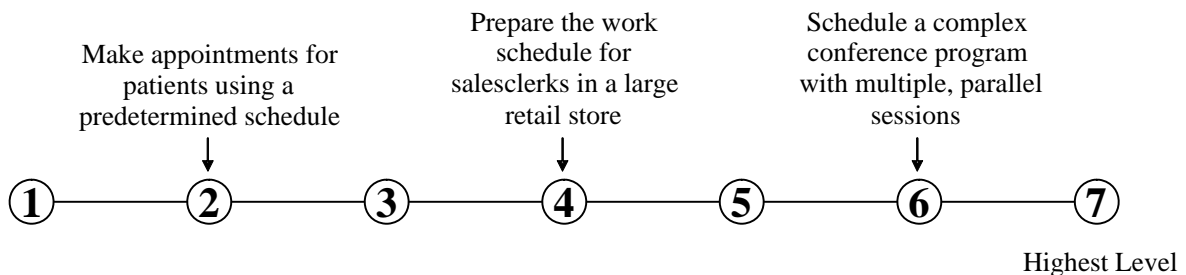 Make appointments for
patients using a
predetermined schedule
Prepare the work
schedule for
salesclerks in a large
retail store
Schedule a complex
conference program
with multiple, parallel
sessions
1 2 3 4 5 6 7
Highest Level